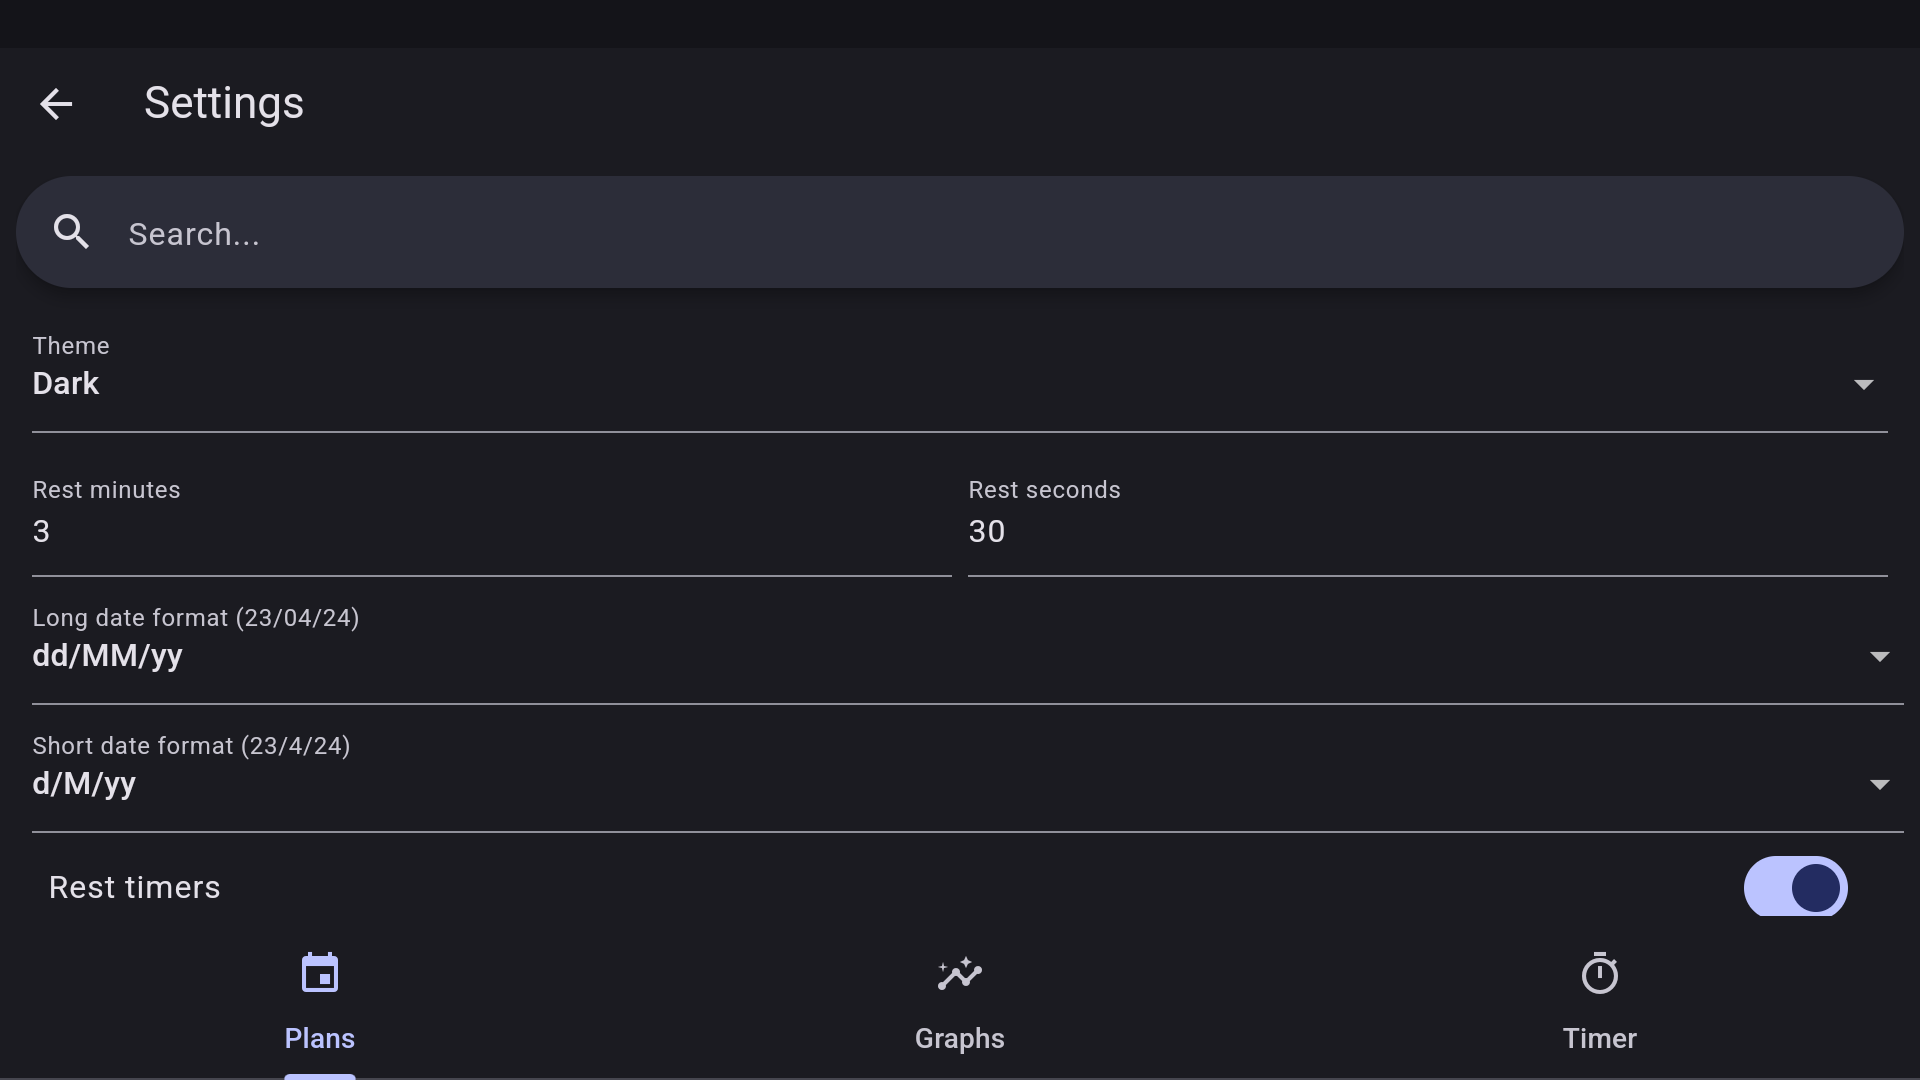 Settings
Search...
Theme
Dark
Rest minutes
3
Rest seconds
30
Long date format (23/04/24)
dd/MM/yy
Short date format (23/4/24)
d/M/yy
Rest timers
Plans
Graphs
Timer